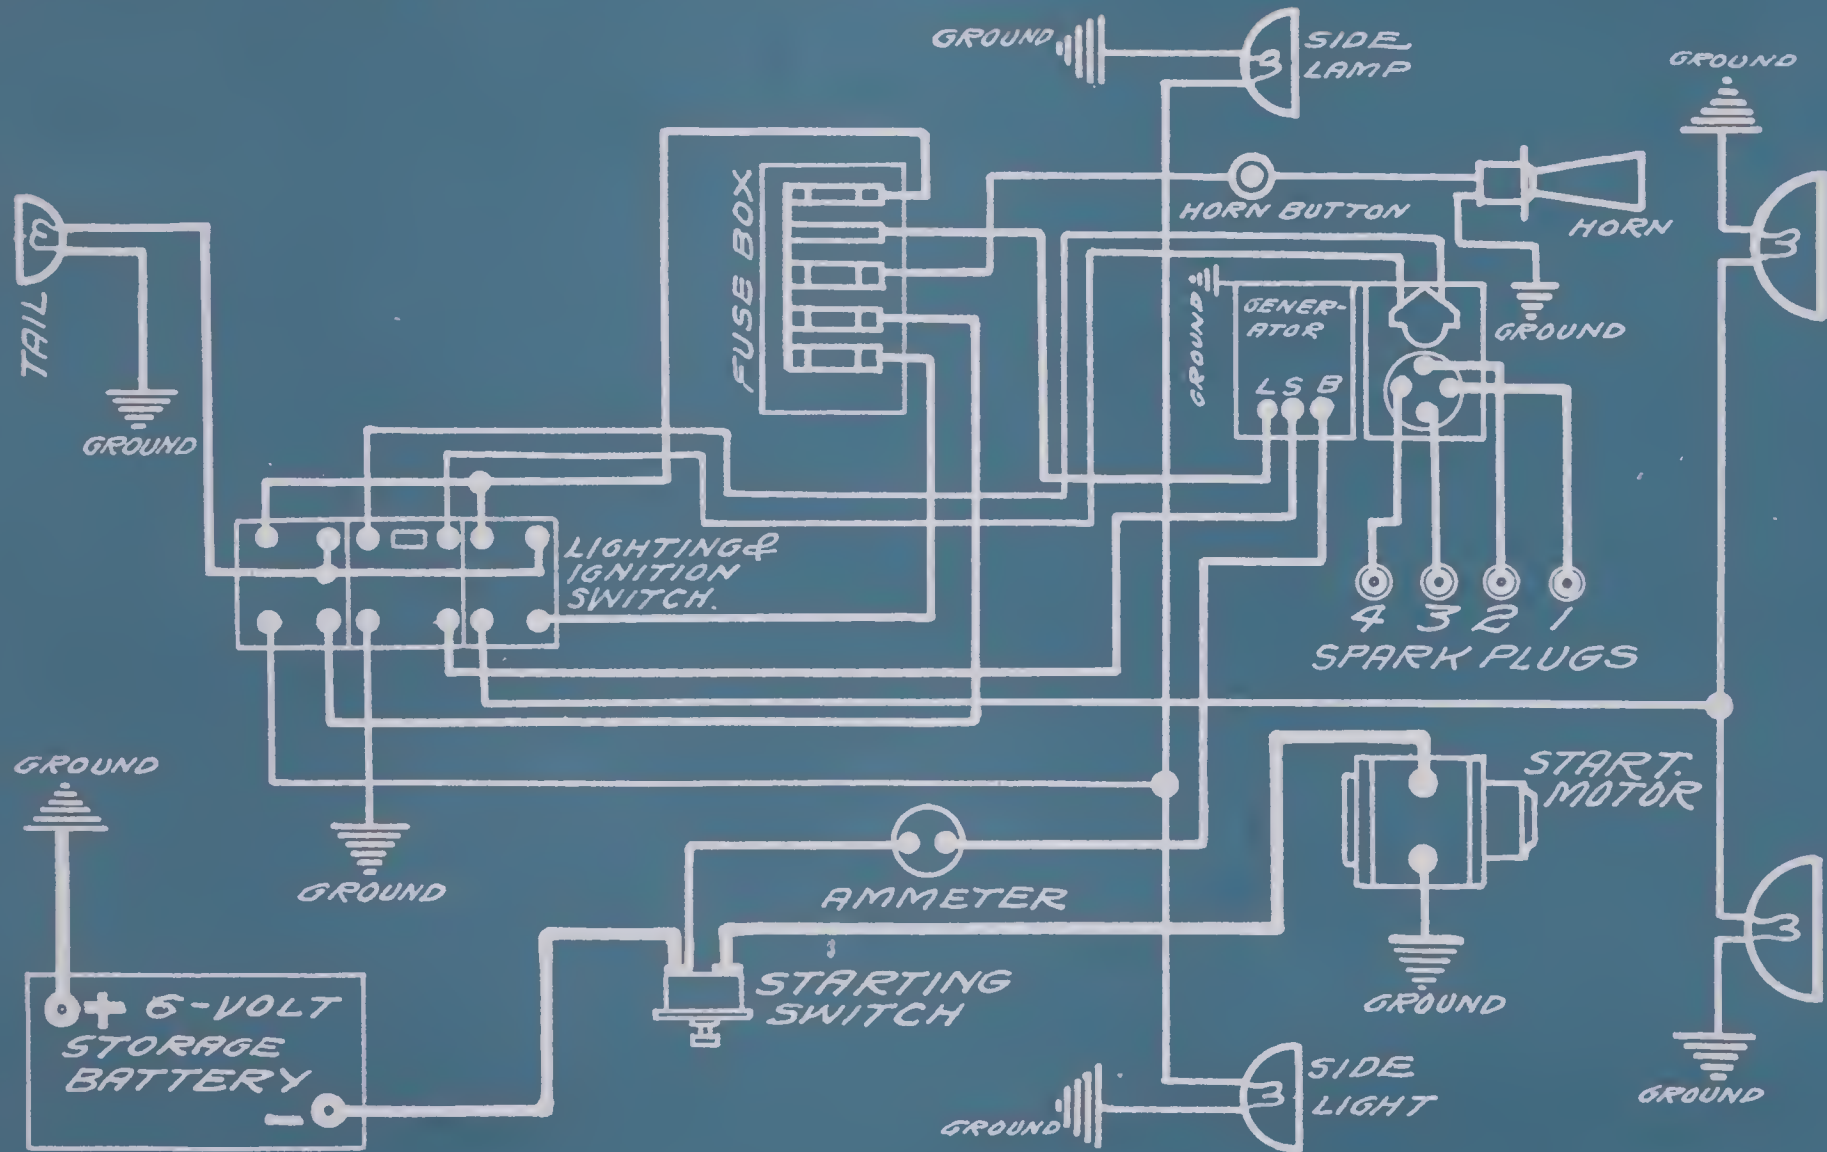 GROUND
SIDE
LAMP
GROUND
FUSE BOX
HORN BUTTON
HORN
TAIL
GROUND
GENER-
ATOR
GROUND
L S B
GROUND
LIGHTING &
IGNITION
SWITCH.
4 3 2 1
SPARK PLUGS
GROUND
START.
MOTOR
GROUND
AMMETER
STARTING
SWITCH
GROUND
+ 6-VOLT
STORAGE
BATTERY
-
SIDE
LIGHT
GROUND
GROUND